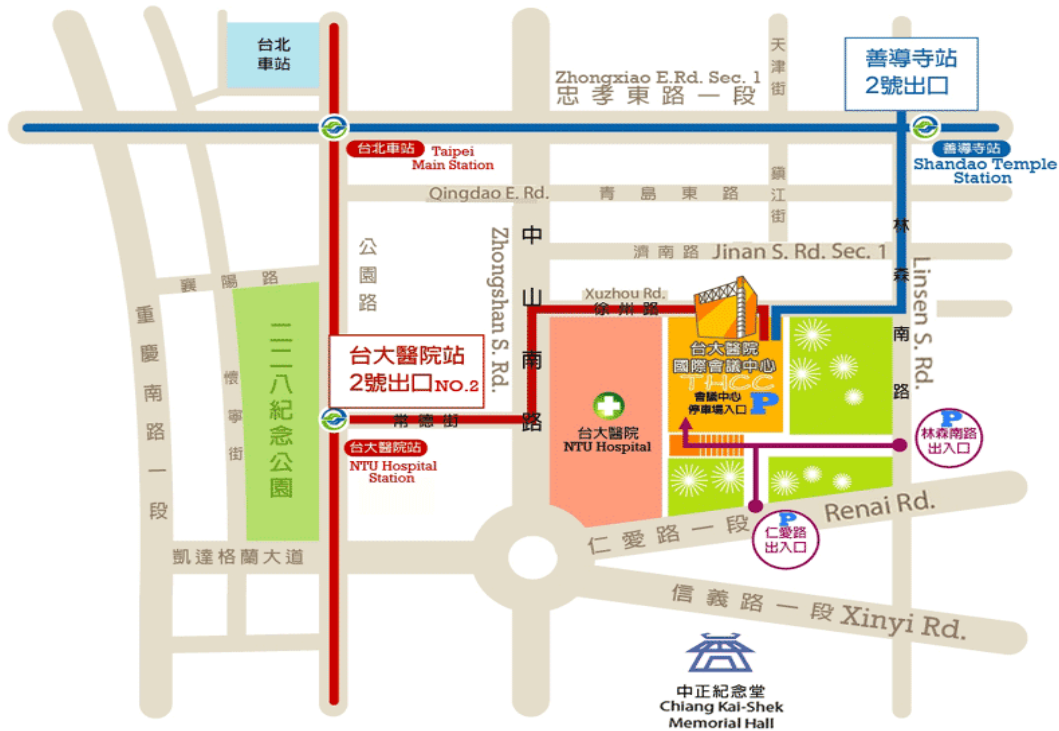 台北
車站
Zhongxiao E.Rd. Sec. 1
忠孝東路一段
天津街
善導寺站
2號出口
台北車站
Taipei
Main Station
善導寺站
Shandao Temple
Station
Qingdao E. Rd.
青島東路
鎮江街
公園路
中山南路
Zhongshan S. Rd.
濟南路
Jinan S. Rd. Sec. 1
林森南路
Linsen S. Rd.
襄陽路
重慶南路一段
二二八紀念公園
懷寧街
Xuzhou Rd.
徐州路
台大醫院站
2號出口NO.2
常德街
台大醫院站
NTU Hospital
Station
台大醫院
NTU Hospital
台大醫院
國際會議中心
THCC
會議中心
停車場入口
P
P
林森南路
出入口
P
仁愛路
出入口
仁愛路一段
Renai Rd.
凱達格蘭大道
信義路一段
Xinyi Rd.
中正紀念堂
Chiang Kai-Shek
Memorial Hall